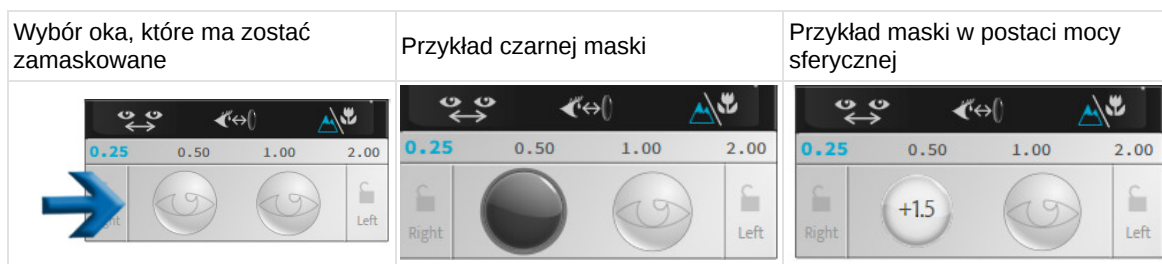 Wybór oka, które ma zostać
zamaskowane
Przykład czarnej maski
Przykład maski w postaci mocy
sferycznej
0.25 0.50 1.00 2.00
Left
0.25 0.50 1.00 2.00
Right Left
0.25 0.50 1.00 2.00
Right +1.5 Left